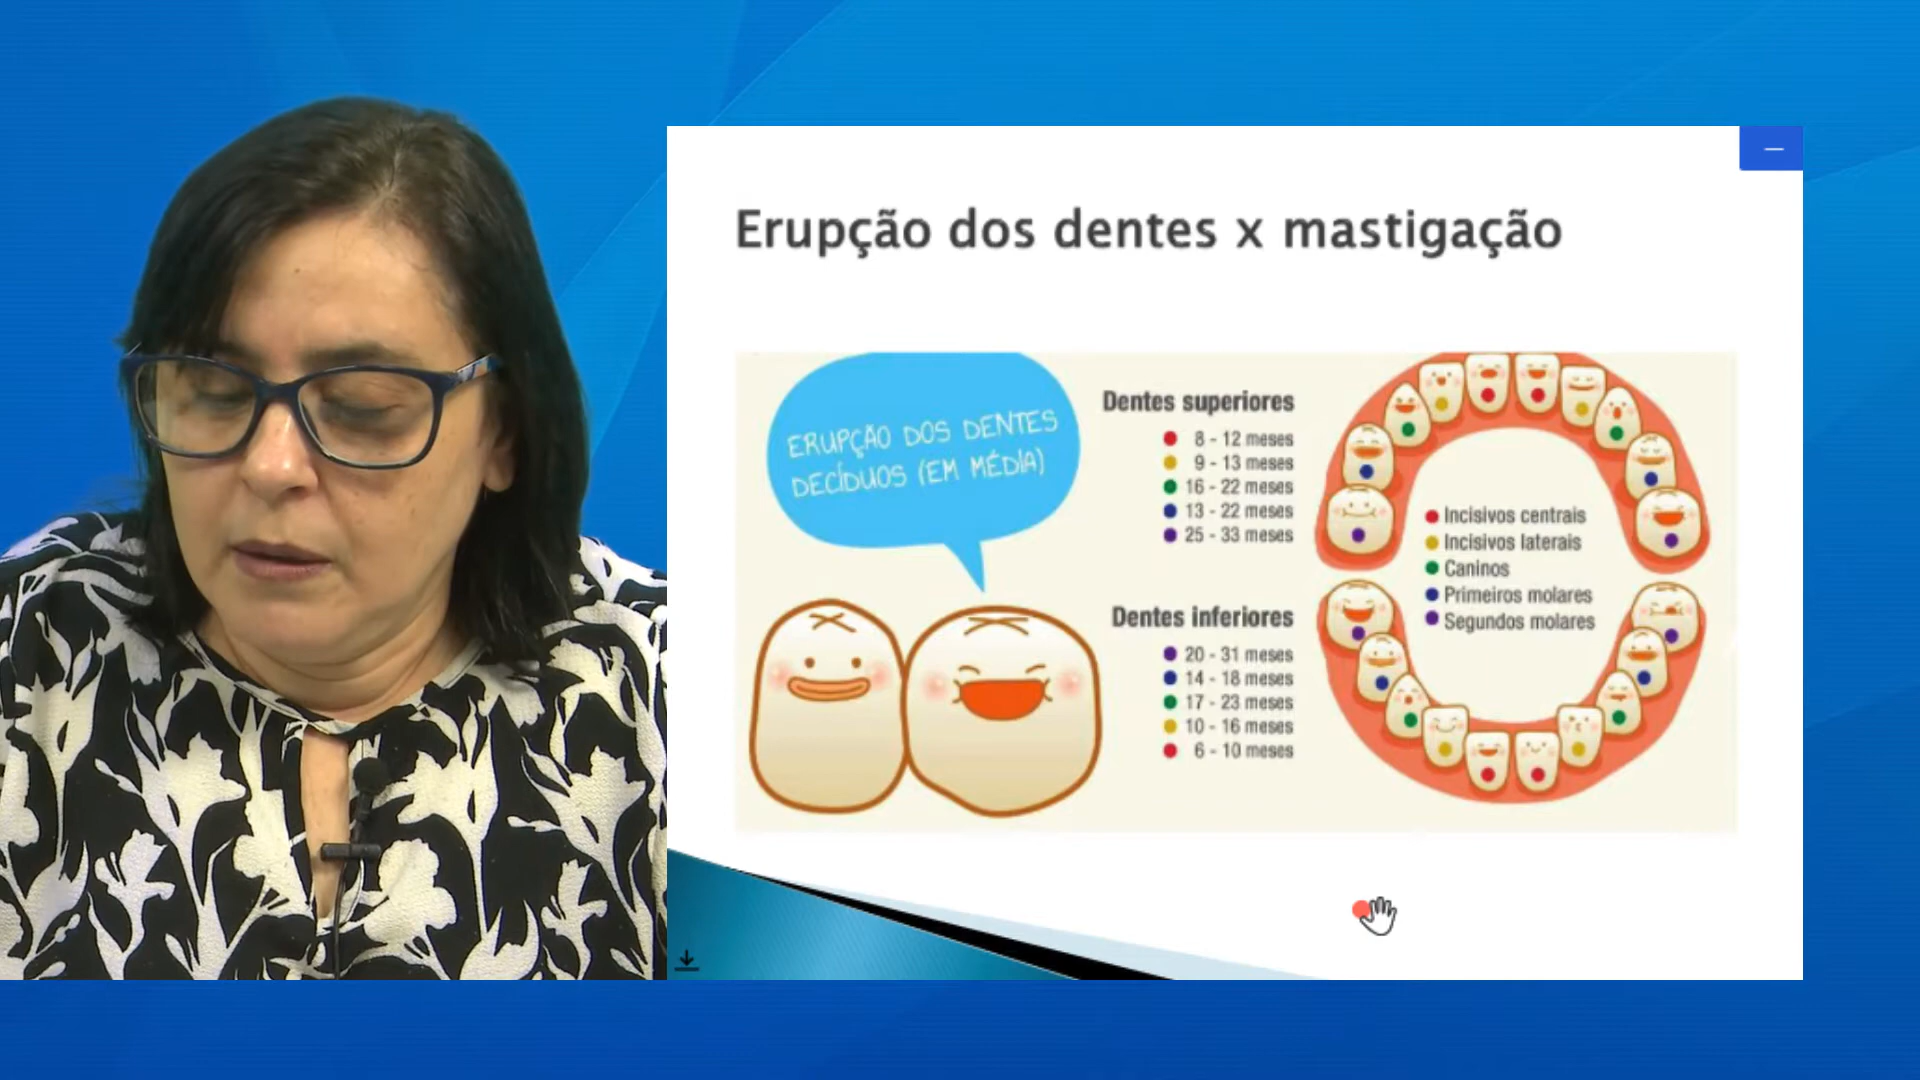 Erupção dos dentes x mastigação
ERUPÇÃO DOS DENTES
DECÍDUOS (EM MÉDIA)
Dentes superiores
8 - 12 meses
9 - 13 meses
16 - 22 meses
13 - 22 meses
25 - 33 meses
Incisivos centrais
Incisivos laterais
Caninos
Primeiros molares
Segundos molares
Dentes inferiores
20 - 31 meses
14 - 18 meses
17 - 23 meses
10 - 16 meses
6 - 10 meses